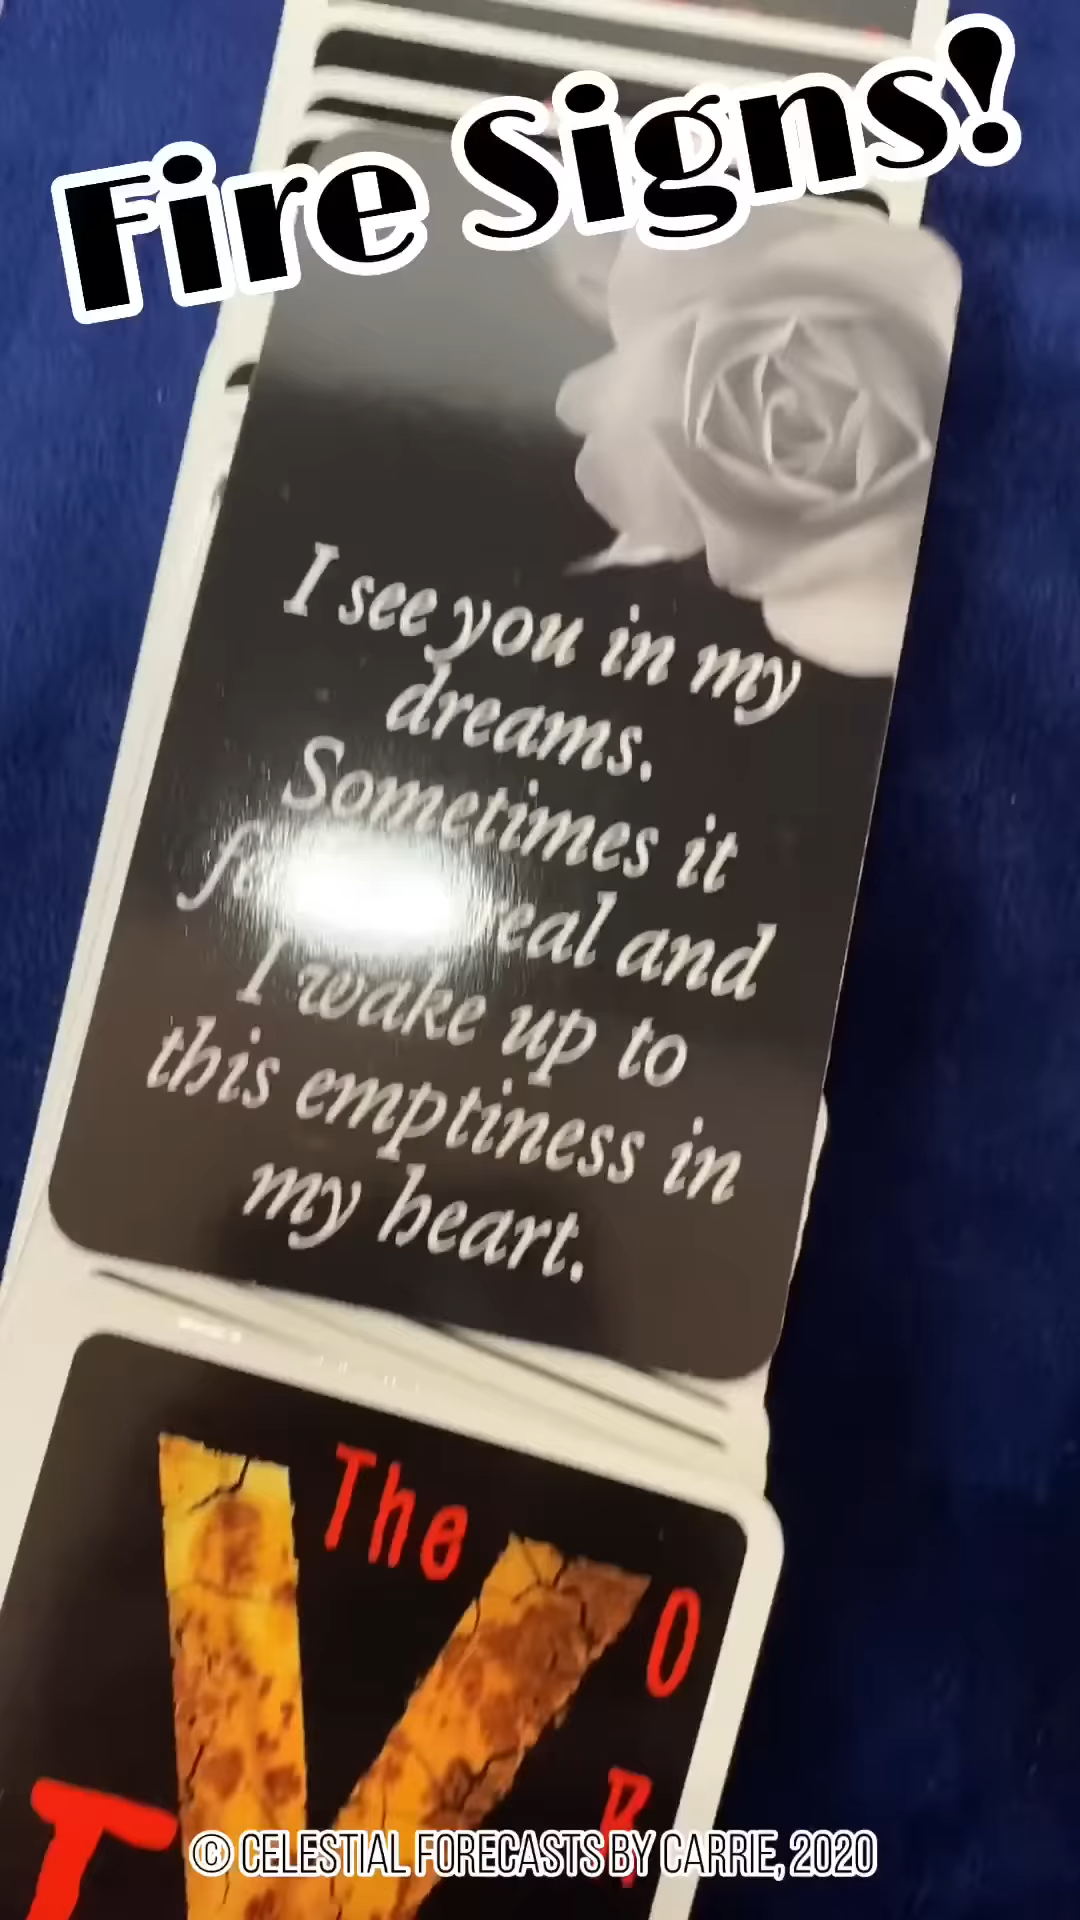 Fire Signs!
I see you in my
dreams.
Sometimes it
real and
I wake up to
this emptiness in
my heart.
The
O
© CELESTIAL FORECASTS BY CARRIE, 2020